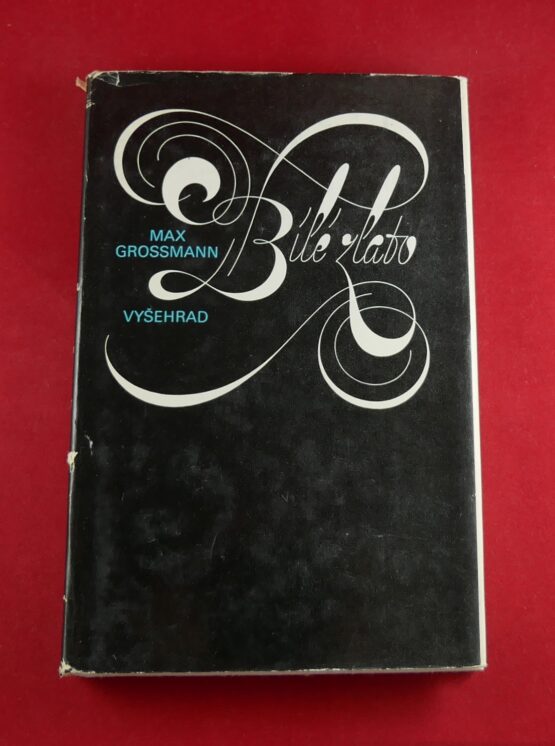 MAX
GROSSMANN
Bílé zlato
VYŠEHRAD